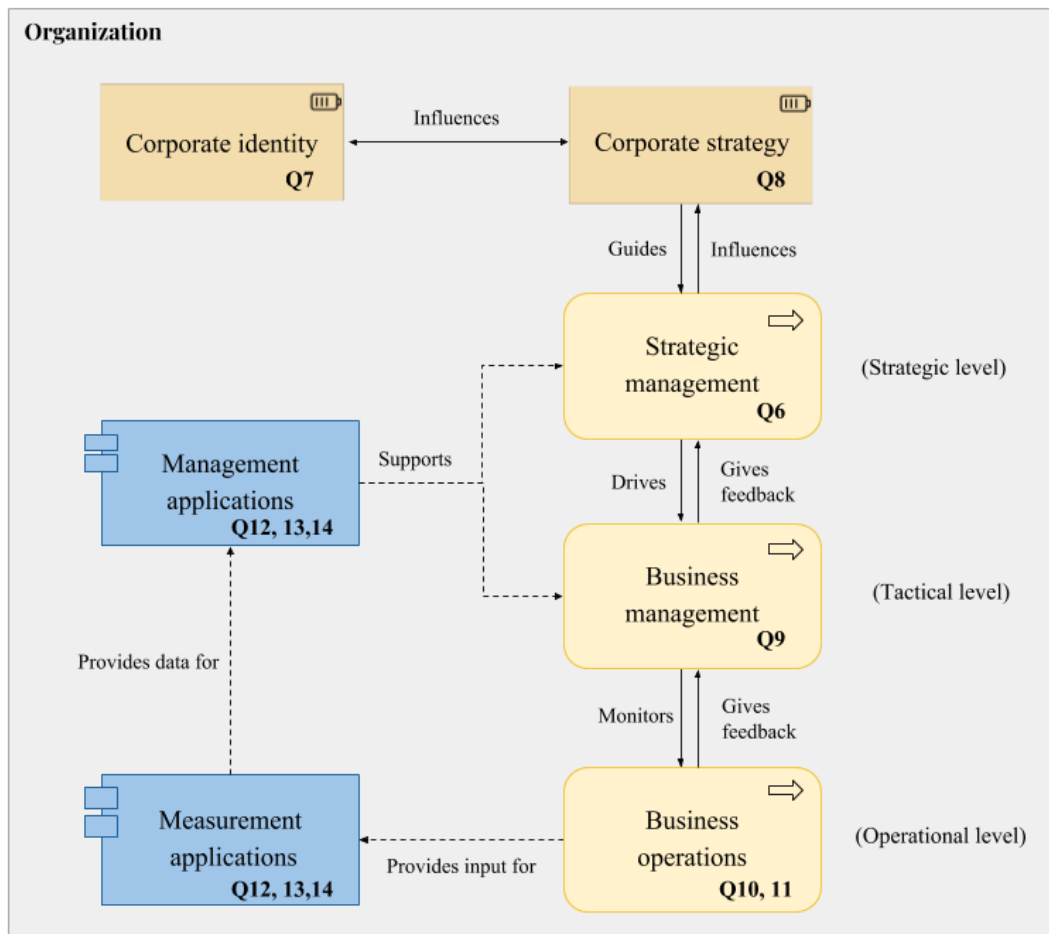 Organization
Corporate identity
Q7
Influences
Corporate strategy
Q8
Guides
Influences
Strategic
management
Q6
(Strategic level)
Management
applications
Q12, 13,14
Supports
Drives
Gives
feedback
Business
management
Q9
(Tactical level)
Provides data for
Monitors
Gives
feedback
Measurement
applications
Q12, 13,14
Provides input for
Business
operations
Q10, 11
(Operational level)